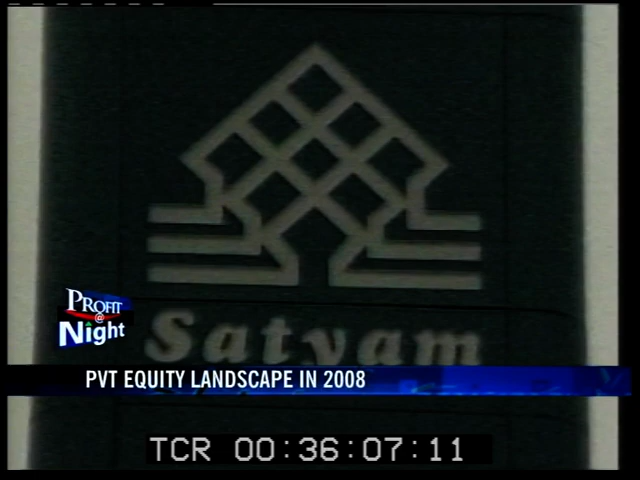 Satyam
PROFIT
@
Night
PVT EQUITY LANDSCAPE IN 2008
TCR 00:36:07:11